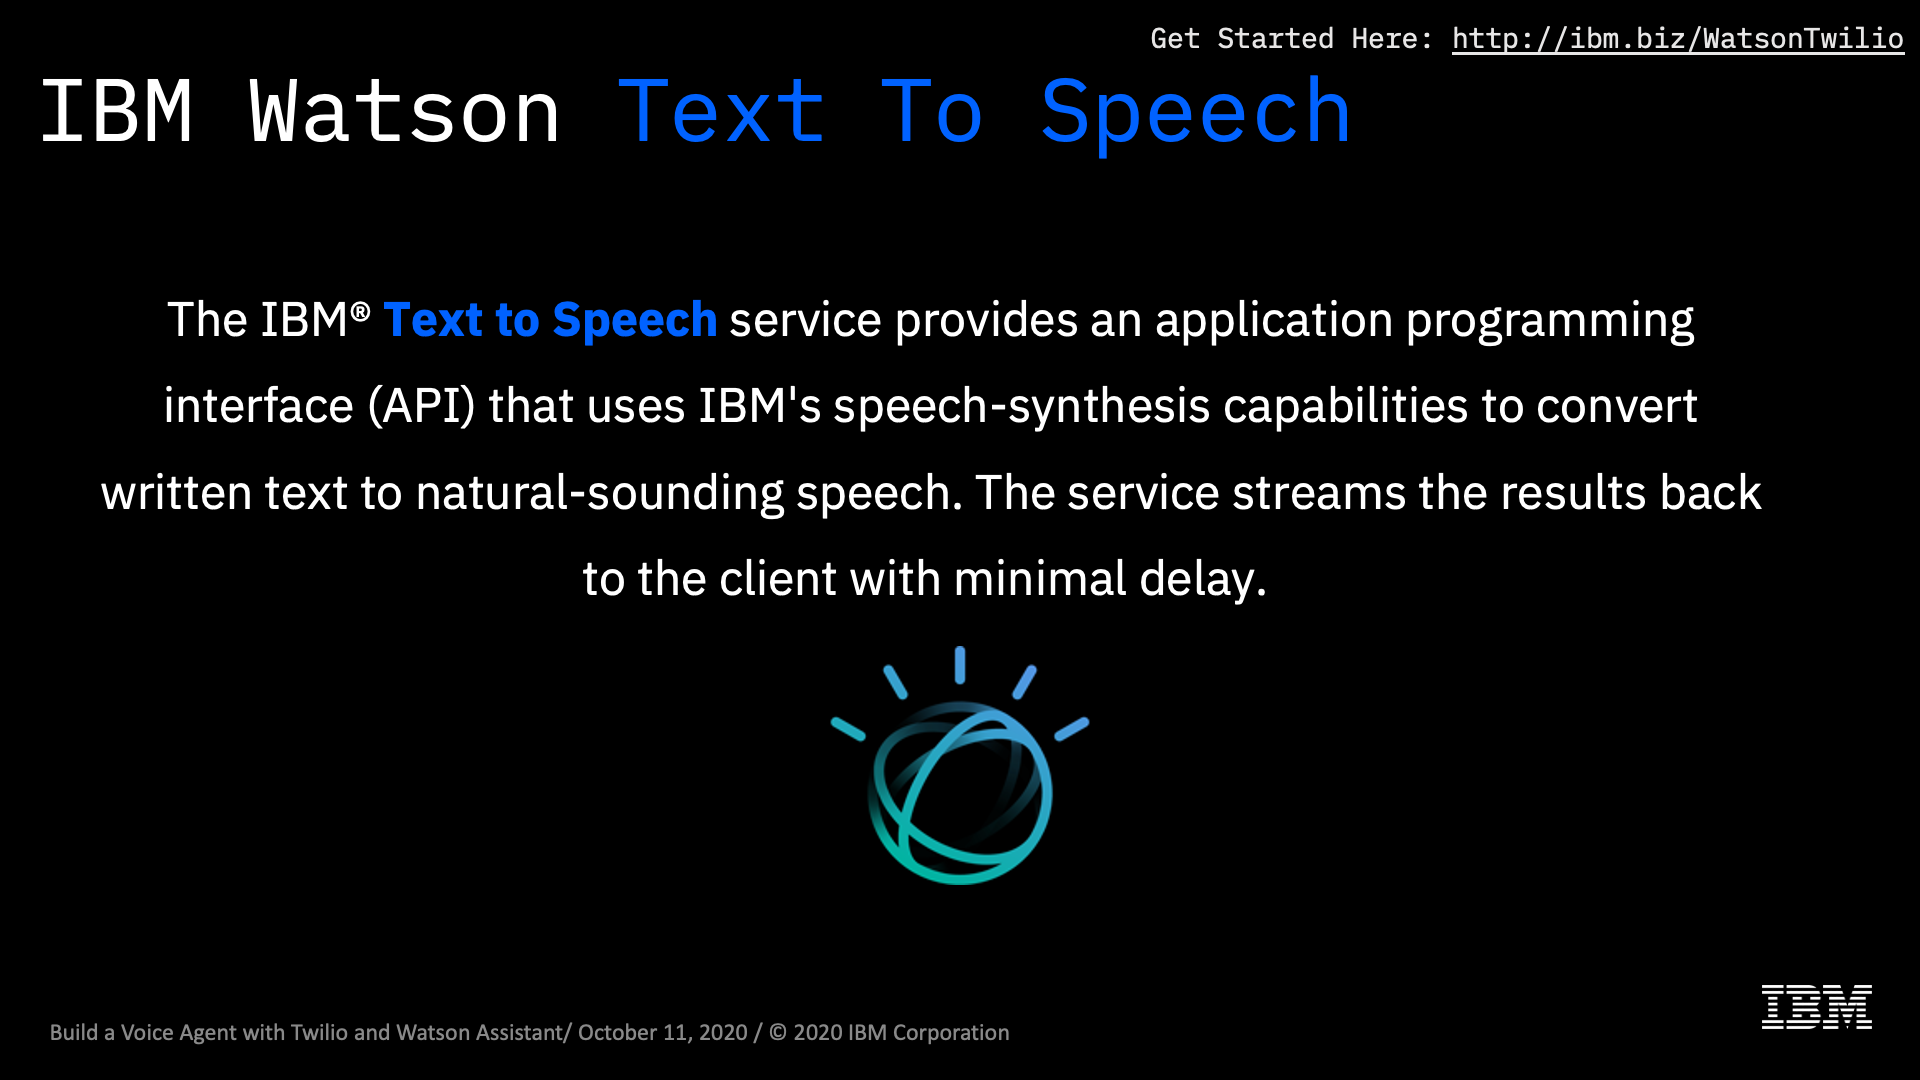 Get Started Here: http://ibm.biz/WatsonTwilio
IBM Watson Text To Speech
The IBM® Text to Speech service provides an application programming
interface (API) that uses IBM's speech-synthesis capabilities to convert
written text to natural-sounding speech. The service streams the results back
to the client with minimal delay.
IBM
Build a Voice Agent with Twilio and Watson Assistant/ October 11, 2020 / © 2020 IBM Corporation